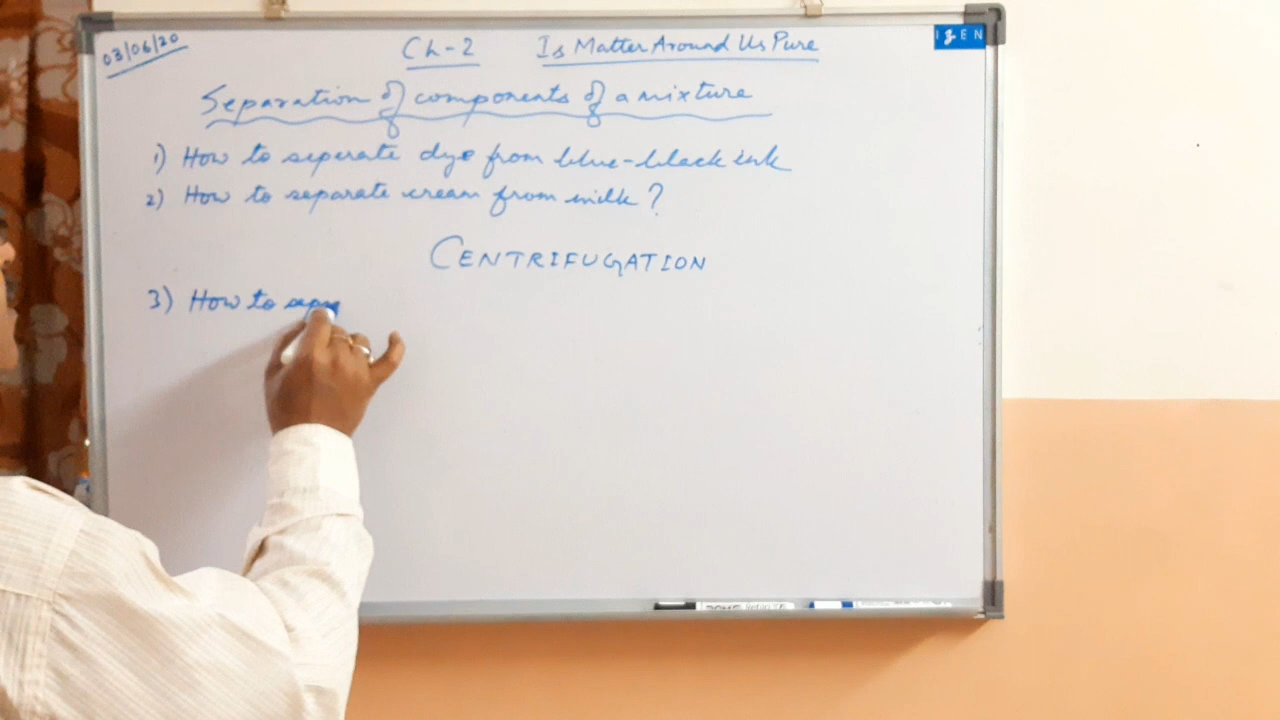 03/06/20
Ch-2 Is Matter Around Us Pure
IZEN
Separation of components of a mixture
1) How to seperate dye from blue-black ink
2) How to separate cream from milk?
CENTRIFUGATION
3) How to